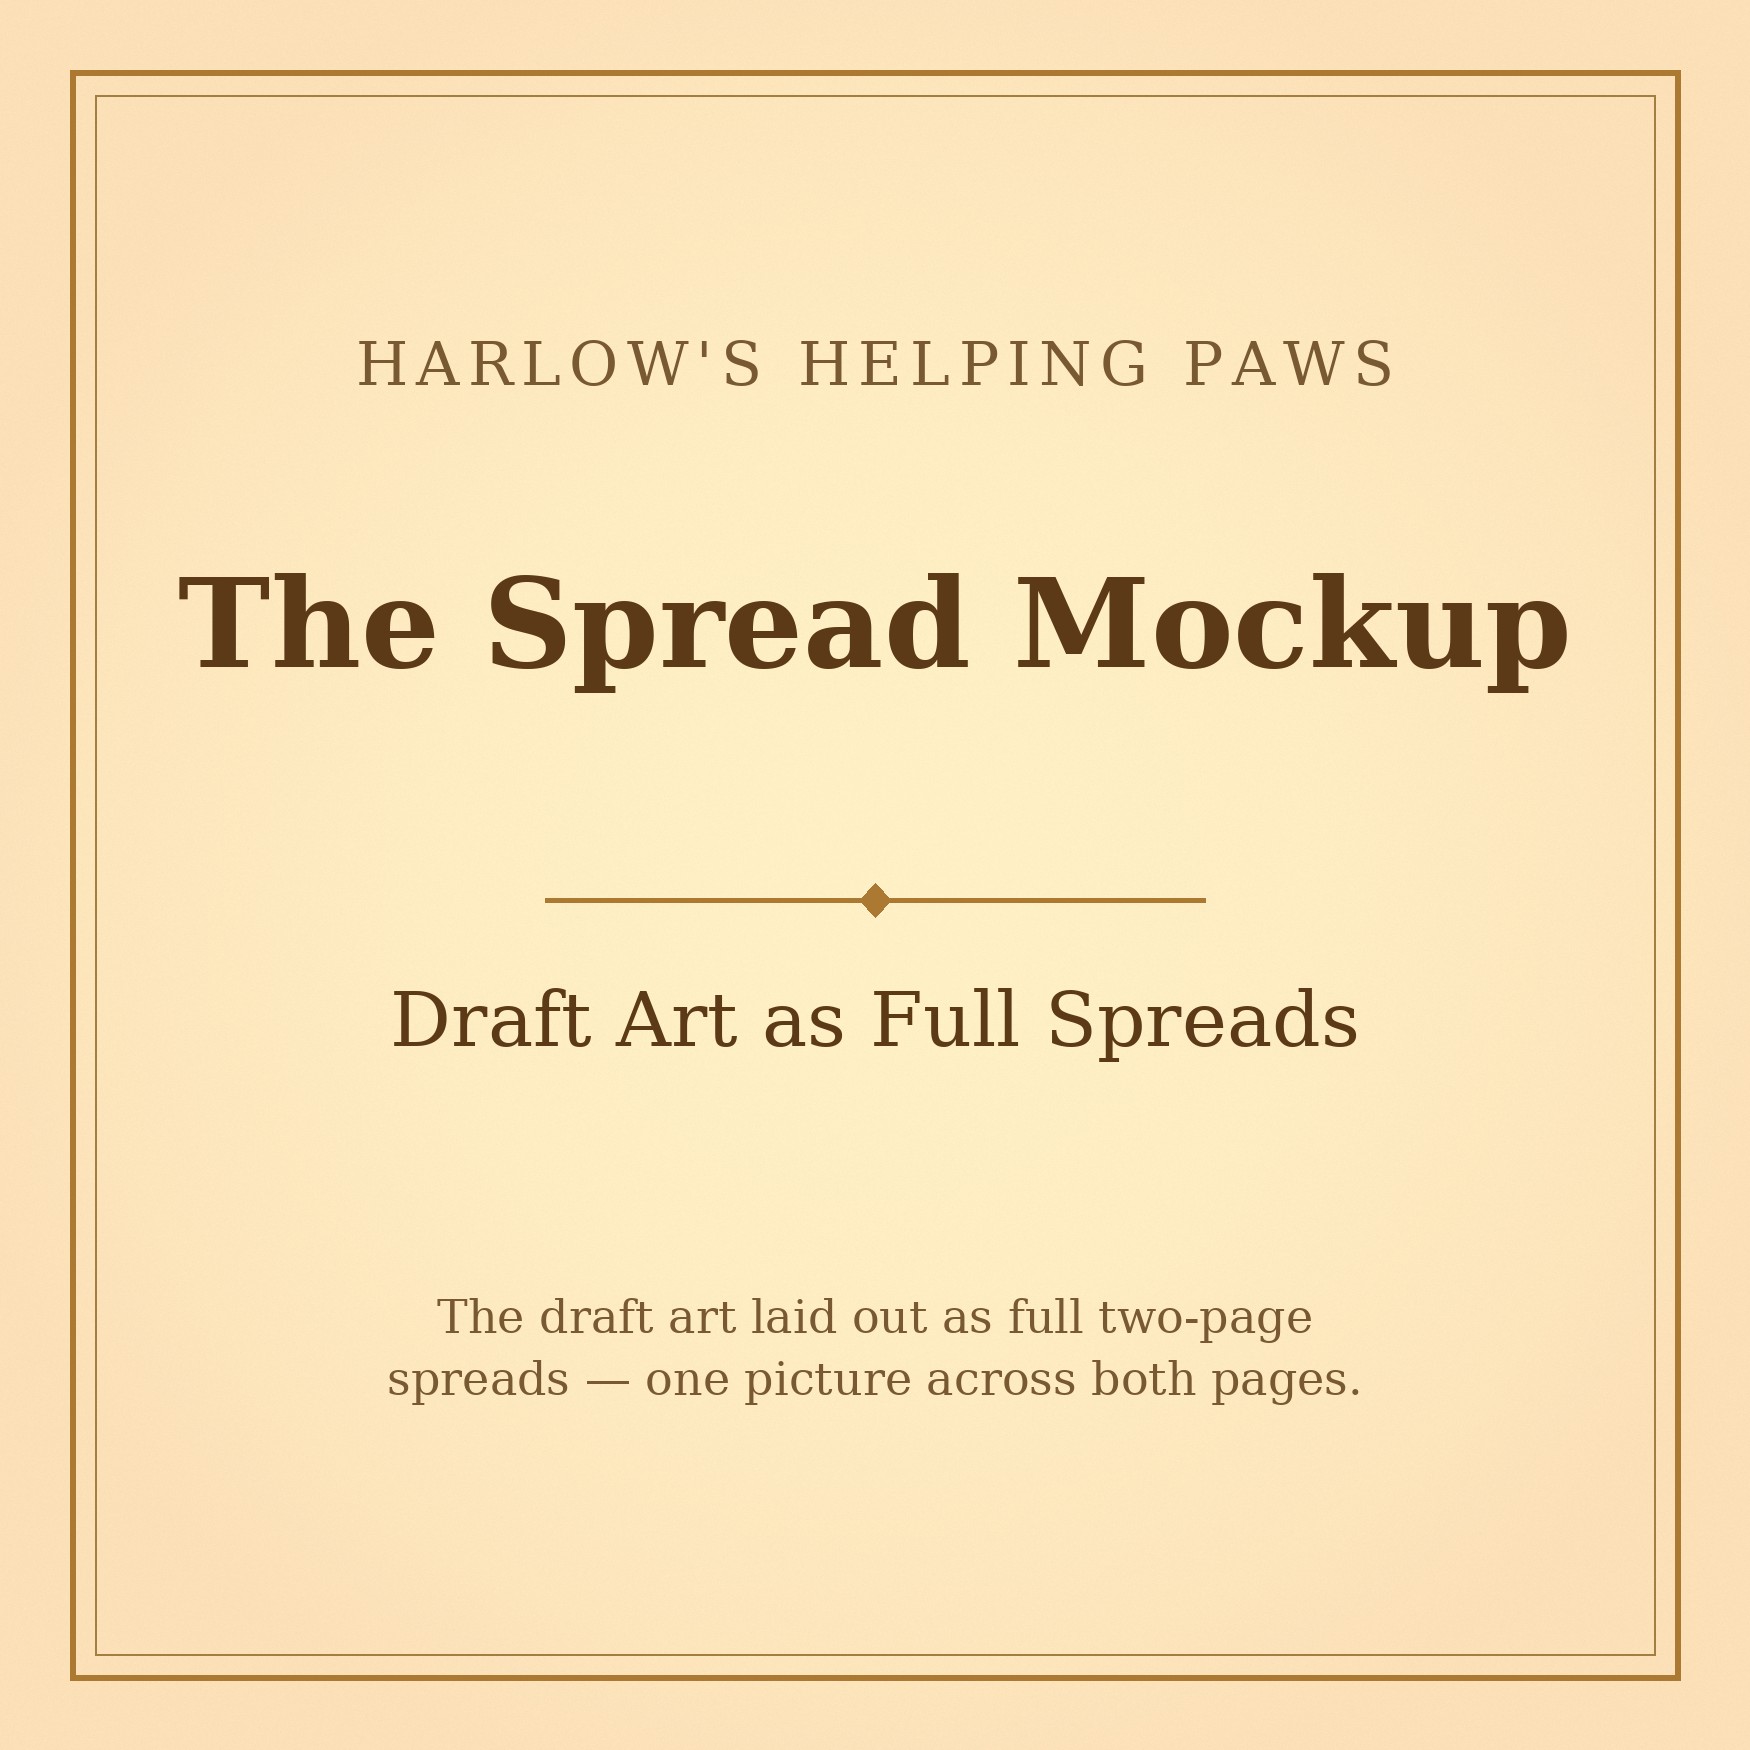 HARLOW'S HELPING PAWS
The Spread Mockup
Draft Art as Full Spreads
The draft art laid out as full two-page
spreads — one picture across both pages.